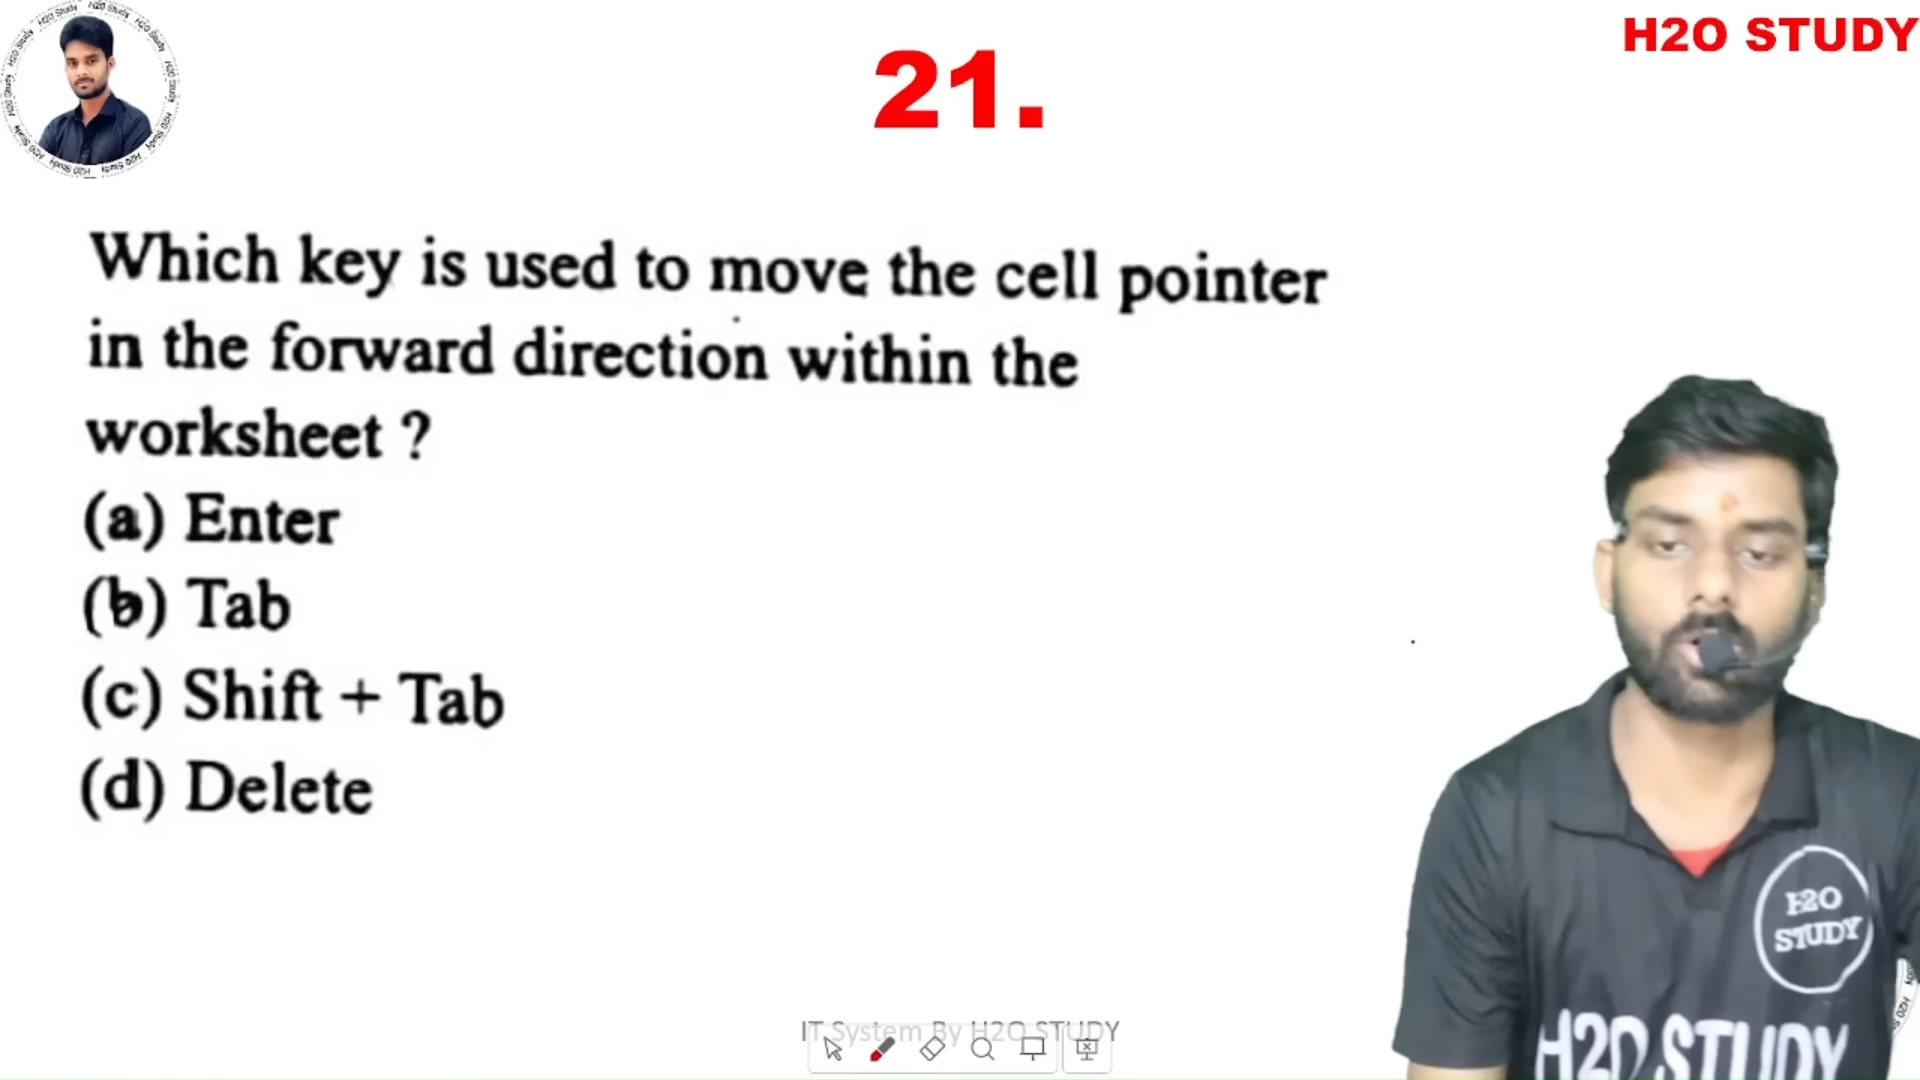 H2O STUDY
21.
Which key is used to move the cell pointer
in the forward direction within the
worksheet ?
(a) Enter
(b) Tab
(c) Shift + Tab
(d) Delete
H2O
STUDY
H2O STUDY
IT System By H2O STUDY